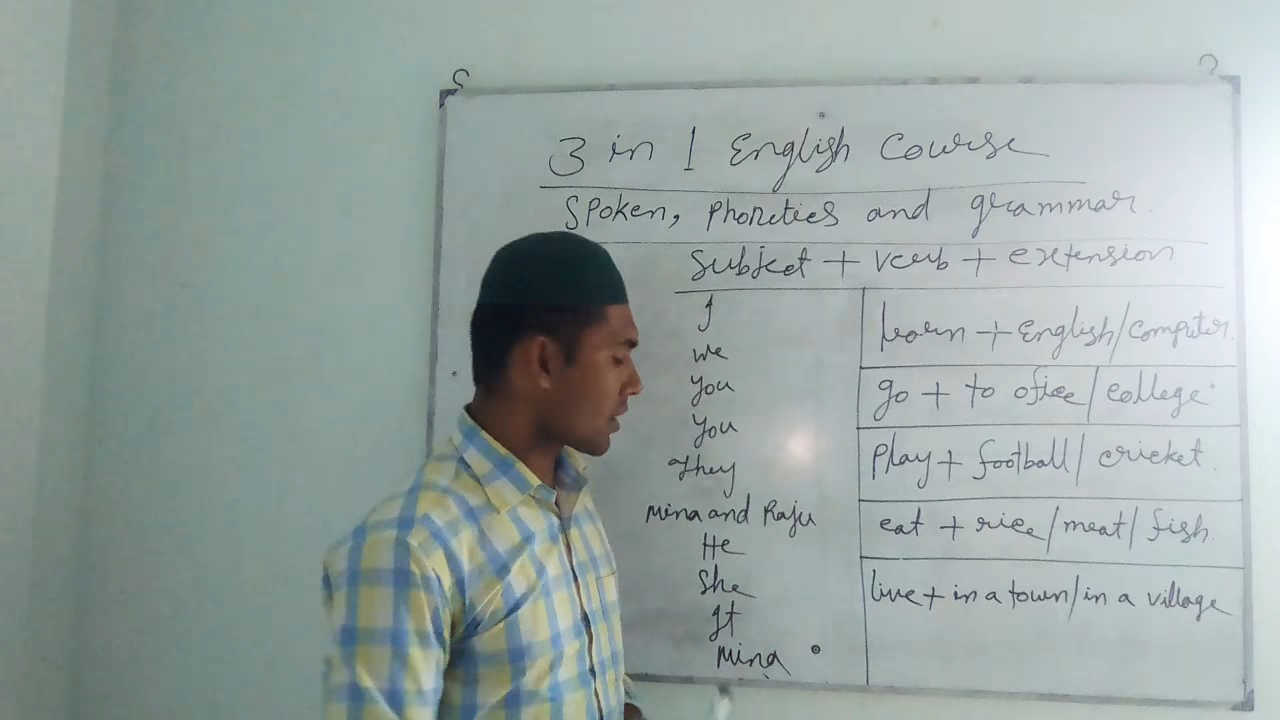 3 in 1 English Course
Spoken, Phonetics and grammar.
Subject + verb + extension
I
we
you
you
They
Mina and Raju
He
She
It
Mina
learn + English/Computer.
go + to ofice/college
Play + football/ cricket.
eat + rice/meat/ fish.
live + in a town/in a village